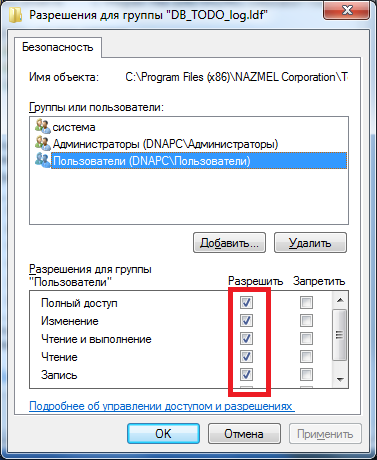 Разрешения для группы "DB_TODO_log.ldf"
Безопасность
Имя объекта: C:\Program Files (x86)\NAZMEL Corporation\T
Группы или пользователи:
система
Администраторы (DNAPC\Администраторы)
Пользователи (DNAPC\Пользователи)
Добавить... Удалить
Разрешения для группы
"Пользователи" Разрешить Запретить
Полный доступ
Изменение
Чтение и выполнение
Чтение
Запись
Подробнее об управлении доступом и разрешениях
OK Отмена Применить